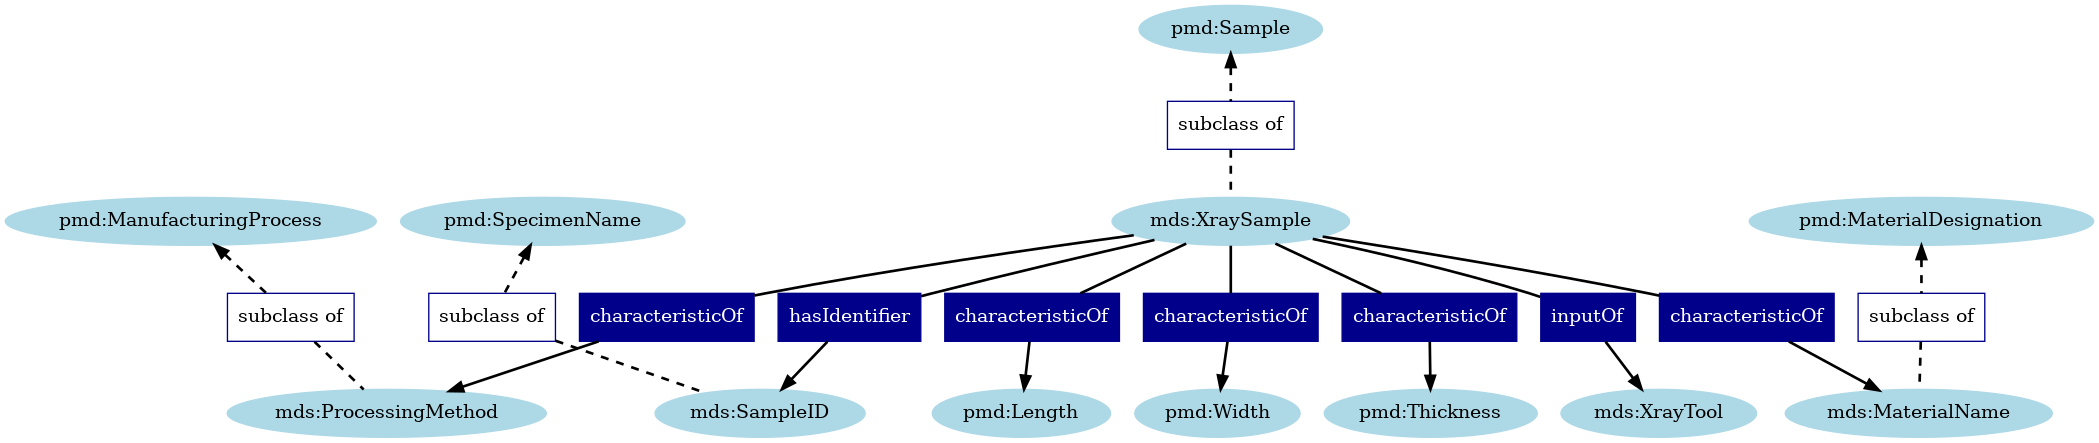 pmd:Sample
subclass of
pmd:ManufacturingProcess
pmd:SpecimenName
mds:XraySample
pmd:MaterialDesignation
subclass of
subclass of
characteristicOf
hasIdentifier
characteristicOf
characteristicOf
characteristicOf
inputOf
characteristicOf
subclass of
mds:ProcessingMethod
mds:SampleID
pmd:Length
pmd:Width
pmd:Thickness
mds:XrayTool
mds:MaterialName